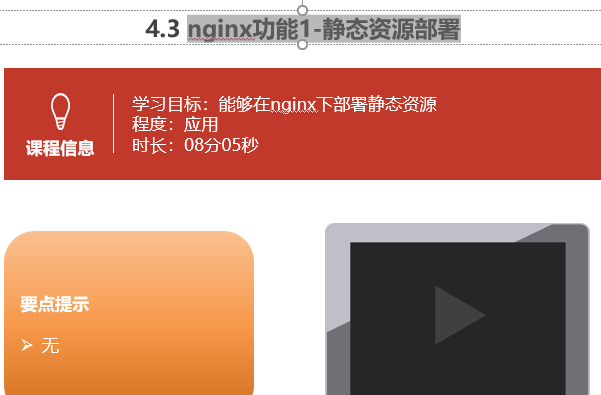 4.3 nginx功能1-静态资源部署
课程信息
学习目标：能够在nginx下部署静态资源
程度：应用
时长：08分05秒
要点提示
➢ 无